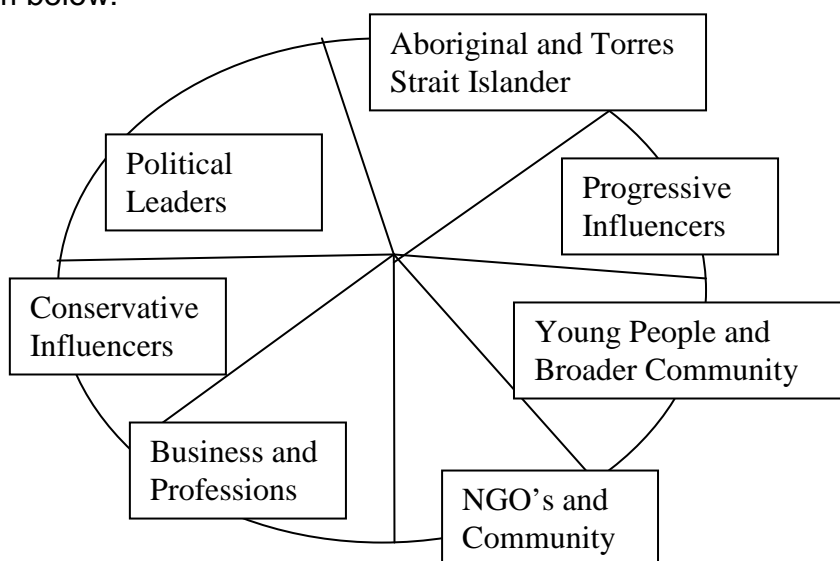 n below.
Aboriginal and Torres
Strait Islander
Political
Leaders
Progressive
Influencers
Conservative
Influencers
Young People and
Broader Community
Business and
Professions
NGO’s and
Community